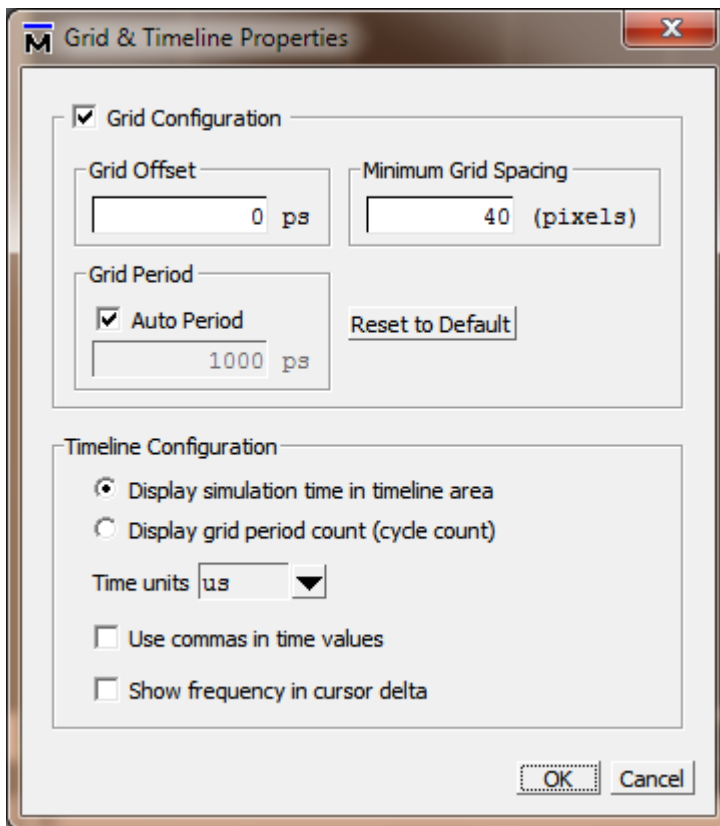 Grid & Timeline Properties
Grid Configuration
Grid Offset
0 ps
Minimum Grid Spacing
40 (pixels)
Grid Period
Auto Period
1000 ps
Reset to Default
Timeline Configuration
Display simulation time in timeline area
Display grid period count (cycle count)
Time units us
Use commas in time values
Show frequency in cursor delta
OK Cancel